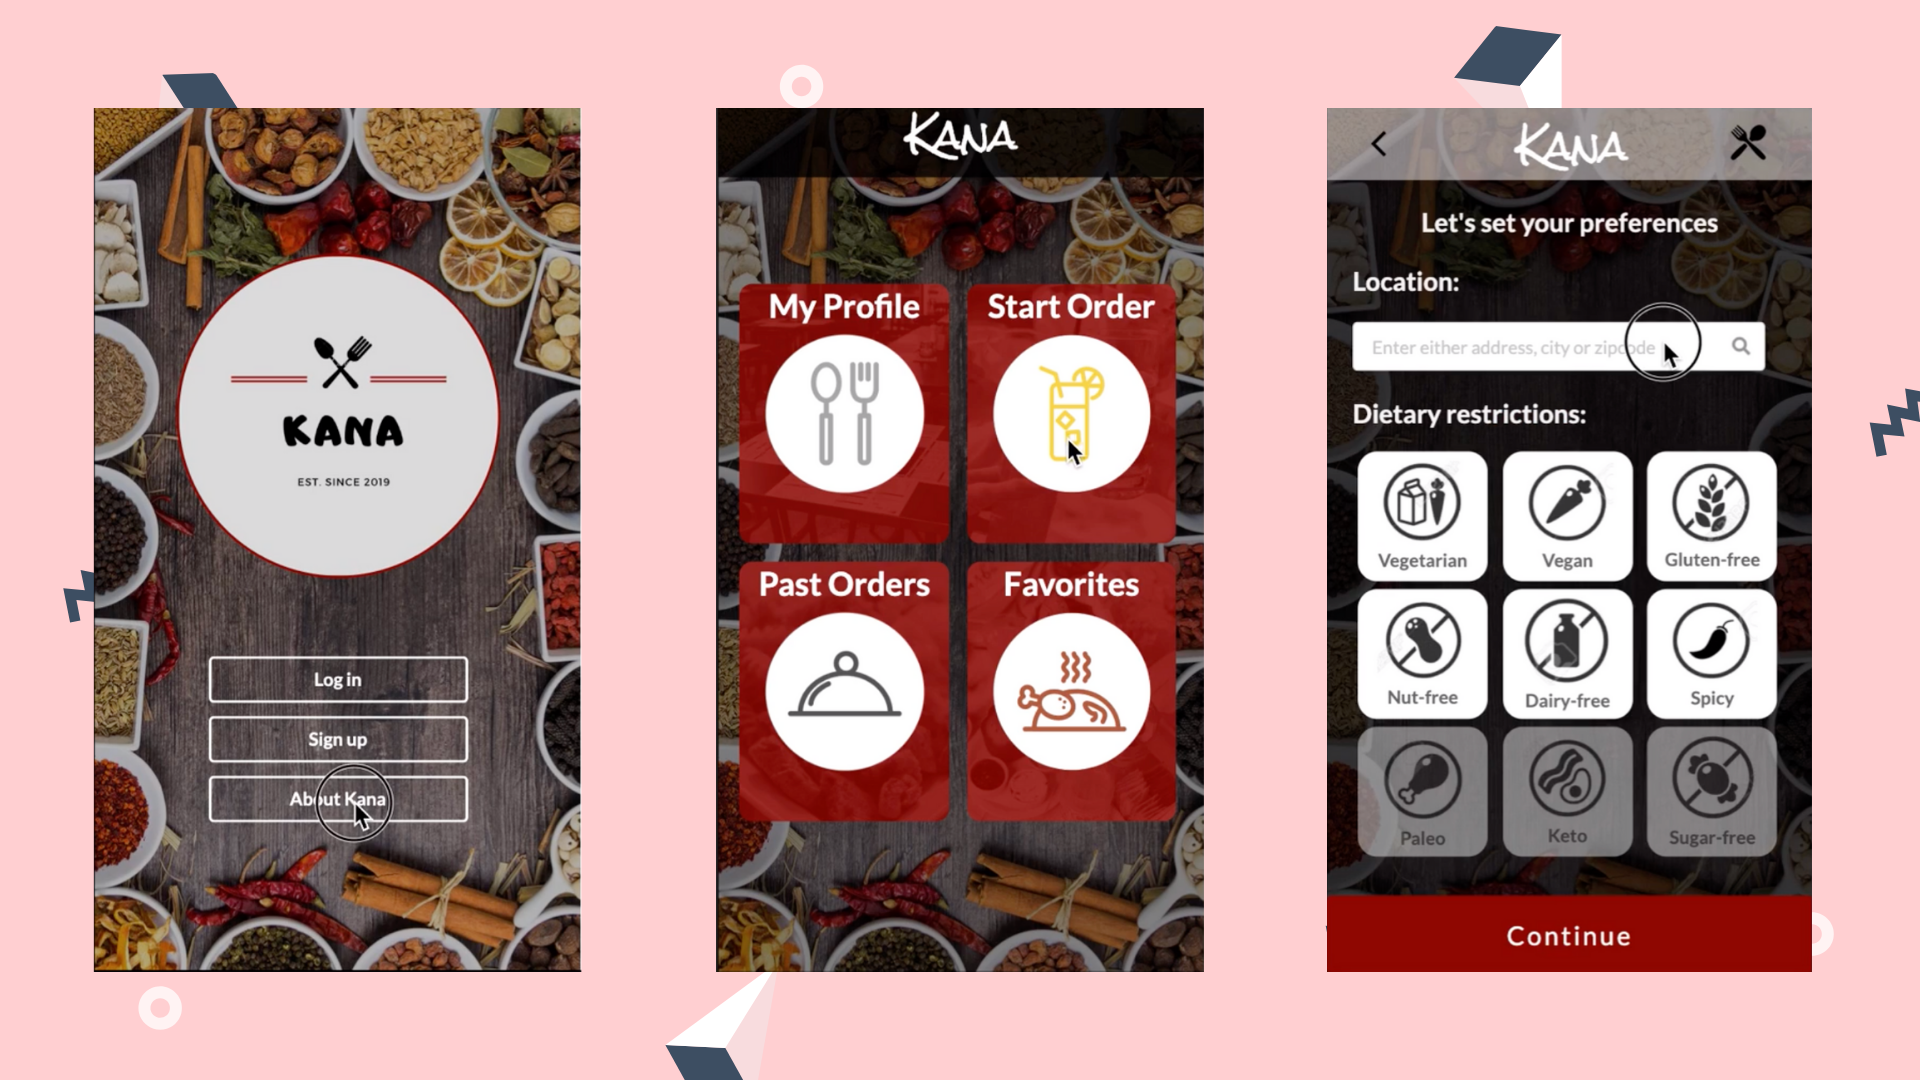 KANA
EST. SINCE 2019
Log in
Sign up
About Kana
KANA
My Profile
Start Order
Past Orders
Favorites
KANA
Let's set your preferences
Location:
Enter either address, city or zipcode
Dietary restrictions:
Vegetarian
Vegan
Gluten-free
Nut-free
Dairy-free
Spicy
Paleo
Keto
Sugar-free
Continue